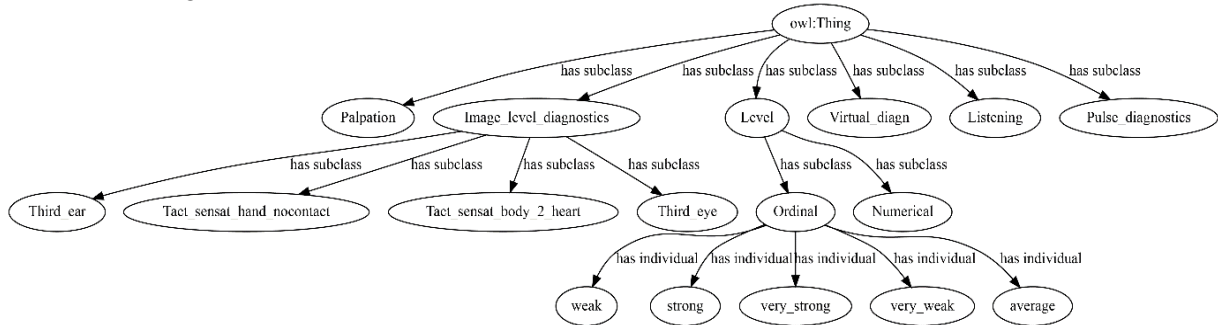 owl:Thing
has subclass has subclass has subclass has subclass has subclass has subclass
Palpation Image_level_diagnostics Level Virtual_diagn Listening Pulse_diagnostics
has subclass has subclass has subclass has subclass has subclass has subclass
Third_ear Tact_sensat_hand_nocontact Tact_sensat_body_2_heart Third_eye Ordinal Numerical
has individual has individual has individual has individual has individual
weak strong very_strong very_weak average